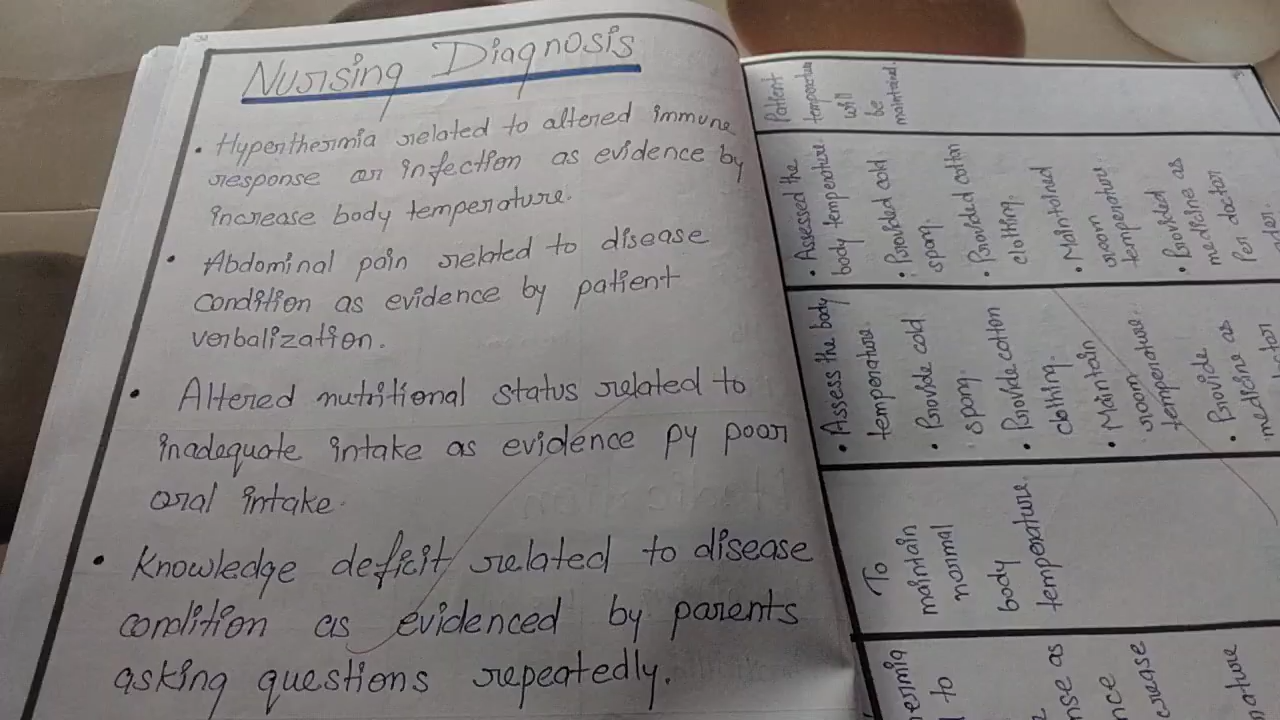 Nursing Diagnosis
• Hyperthermia related to altered immune
response or infection as evidence by
increase body temperature.
• Abdominal pain related to disease
condition as evidence by patient
verbalization.
• Altered nutritional status related to
inadequate intake as evidence py poor
oral intake.
• Knowledge deficit related to disease
condition as evidenced by parents
asking questions repeatedly.
To
maintain
normal
body
temperature.
• Assess the body
temperature.
• Provide cold
spong.
• Provide cotton
clothing.
• Maintain
room
temperature.
• Provide
medicine as
• Assessed the
body temperature
• Provided cold
spong.
• Provided cotton
clothing.
• Maintained
room
temperature
• Provided
medicine as
Per doctor
Patient
temperature
will
be
maintained.